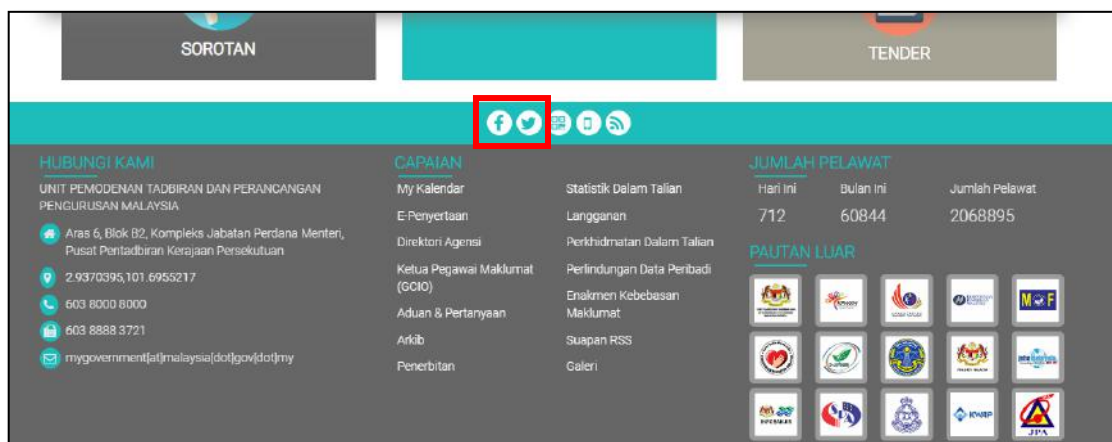 SOROTAN
TENDER
HUBUNGI KAMI
UNIT PEMODENAN TADBIRAN DAN PERANCANGAN
PENGURUSAN MALAYSIA
Aras 6, Blok B2, Kompleks Jabatan Perdana Menteri,
Pusat Pentadbiran Kerajaan Persekutuan
2.9370395,101.6955217
603 8000 8000
603 8888 3721
mygovernment[at]malaysia[dot]gov[dot]my
CAPAIAN
My Kalendar
E-Penyertaan
Direktori Agensi
Ketua Pegawai Maklumat
(GCIO)
Aduan & Pertanyaan
Arkib
Penerbitan
Statistik Dalam Talian
Langganan
Perkhidmatan Dalam Talian
Perlindungan Data Peribadi
Enakmen Kebebasan
Maklumat
Suapan RSS
Galeri
JUMLAH PELAWAT
Hari Ini Bulan Ini Jumlah Pelawat
712 60844 2068895
PAUTAN LUAR
MOF
SPA
KWAP
JPA